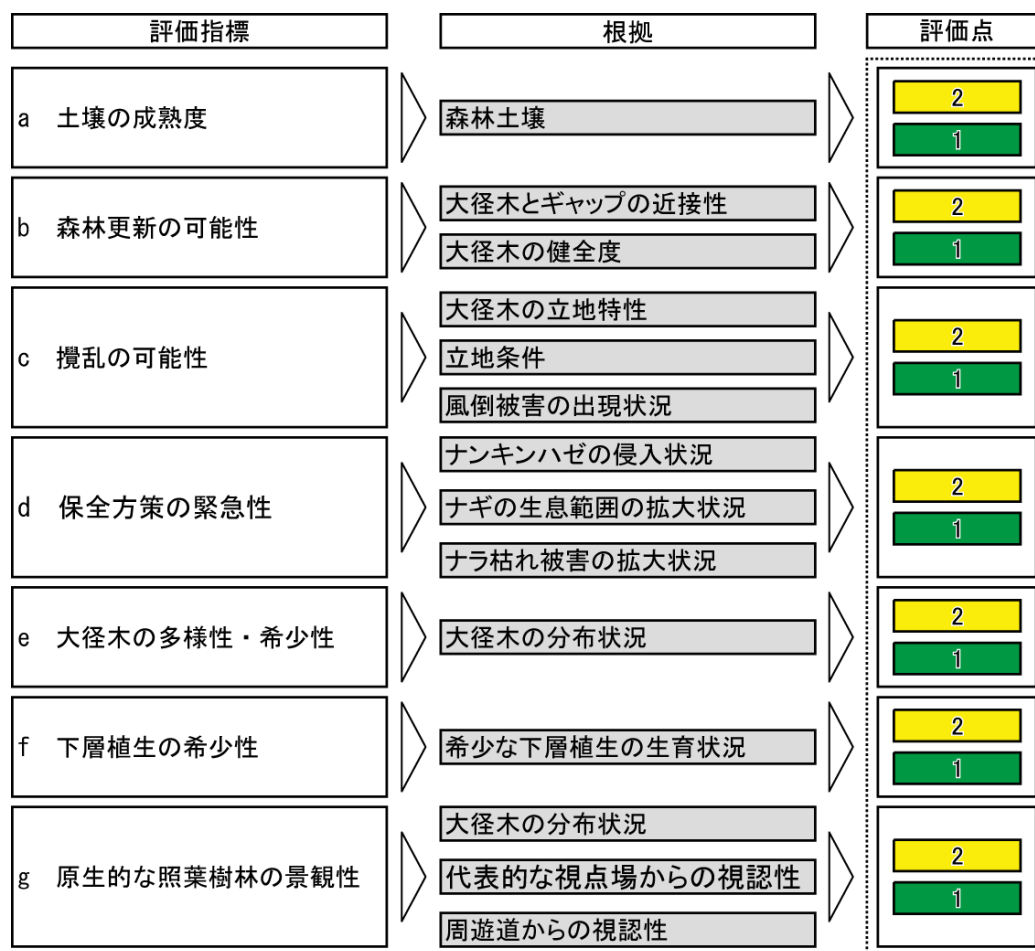 評価指標 根拠 評価点
a 土壌の成熟度
森林土壌
2
1
b 森林更新の可能性
大径木とギャップの近接性
大径木の健全度
2
1
c 攪乱の可能性
大径木の立地特性
立地条件
風倒被害の出現状況
2
1
d 保全方策の緊急性
ナンキンハゼの侵入状況
ナギの生息範囲の拡大状況
ナラ枯れ被害の拡大状況
2
1
e 大径木の多様性・希少性
大径木の分布状況
2
1
f 下層植生の希少性
希少な下層植生の生育状況
2
1
g 原生的な照葉樹林の景観性
大径木の分布状況
代表的な視点場からの視認性
周遊道からの視認性
2
1